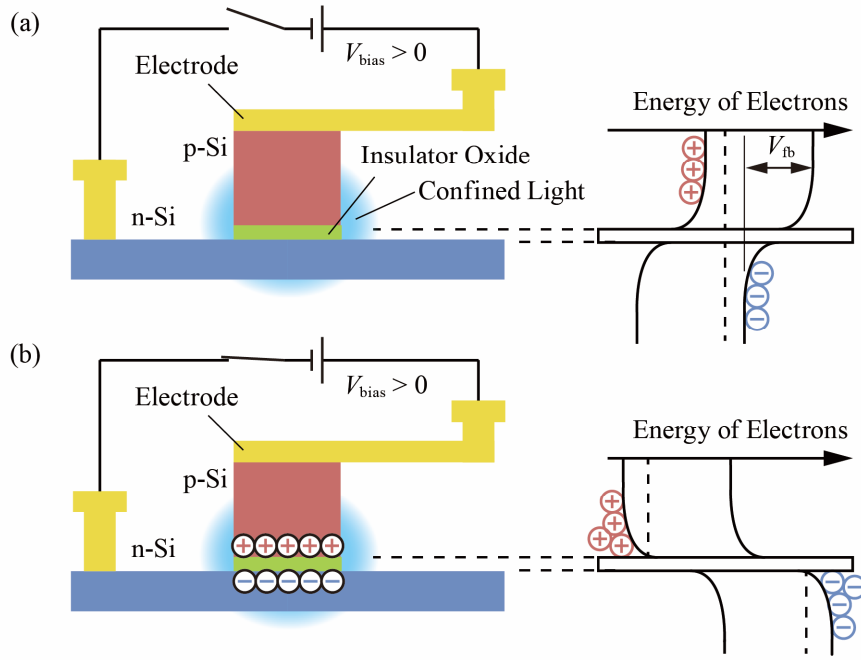 (a)
V_bias > 0
Electrode
p-Si
Insulator Oxide
Confined Light
n-Si
Energy of Electrons
V_fb
+
+
+
−
−
−
(b)
V_bias > 0
Electrode
p-Si
n-Si
+ + + + +
− − − − −
Energy of Electrons
+
+
+ +
− −
−
−